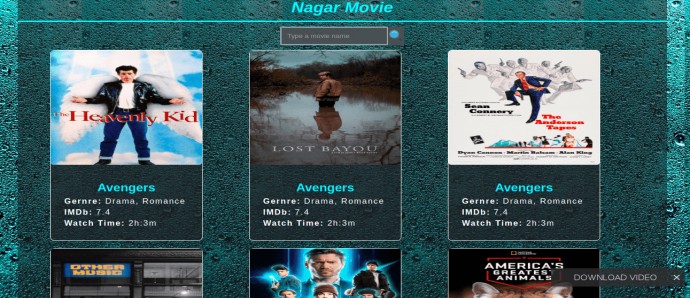 Nagar Movie
Type a movie name
The Heavenly Kid
LOST BAYOU
SEAN
CONNERY
The
Anderson
Tapes
Dyan Cannon · Martin Balsam · Alan King
Avengers
Gernre: Drama, Romance
IMDb: 7.4
Watch Time: 2h:3m
Avengers
Gernre: Drama, Romance
IMDb: 7.4
Watch Time: 2h:3m
Avengers
Gernre: Drama, Romance
IMDb: 7.4
Watch Time: 2h:3m
OTHER
MUSIC
NATIONAL
GEOGRAPHIC
AMERICA'S
GREATEST
ANIMALS
DOWNLOAD VIDEO ×